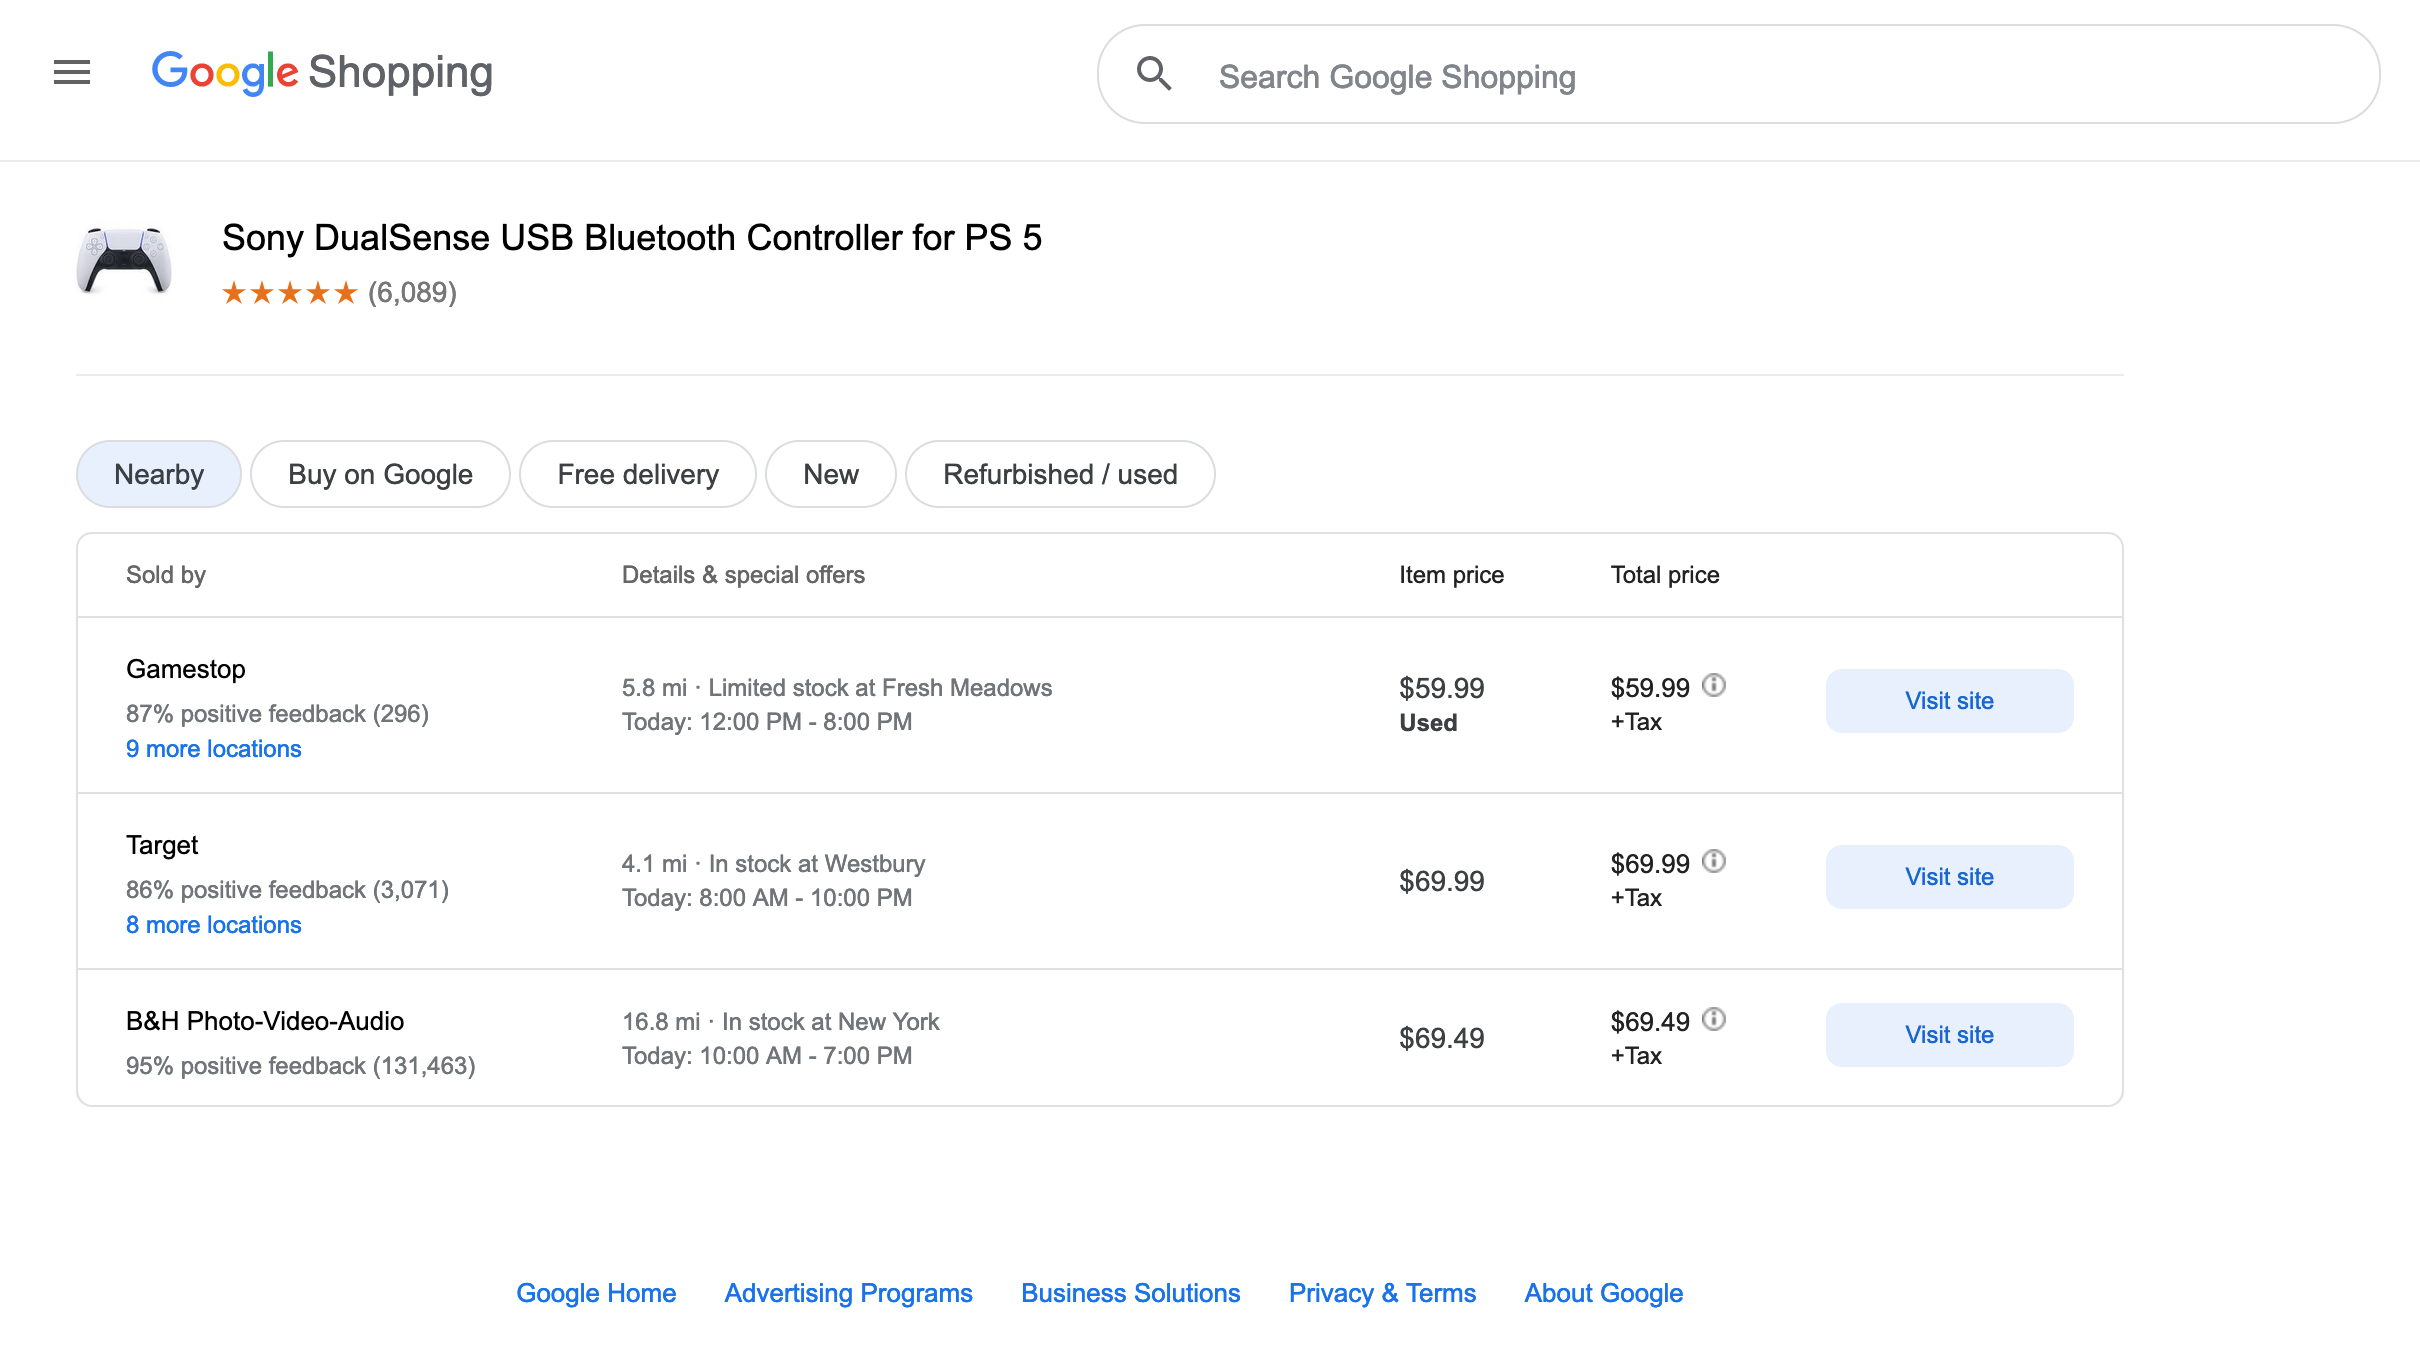 Google Shopping
Search Google Shopping
Sony DualSense USB Bluetooth Controller for PS 5
★★★★★ (6,089)
Nearby
Buy on Google
Free delivery
New
Refurbished / used
Sold by
Details & special offers
Item price
Total price
Gamestop
87% positive feedback (296)
9 more locations
5.8 mi · Limited stock at Fresh Meadows
Today: 12:00 PM - 8:00 PM
$59.99
Used
$59.99
+Tax
Visit site
Target
86% positive feedback (3,071)
8 more locations
4.1 mi · In stock at Westbury
Today: 8:00 AM - 10:00 PM
$69.99
$69.99
+Tax
Visit site
B&H Photo-Video-Audio
95% positive feedback (131,463)
16.8 mi · In stock at New York
Today: 10:00 AM - 7:00 PM
$69.49
$69.49
+Tax
Visit site
Google Home
Advertising Programs
Business Solutions
Privacy & Terms
About Google